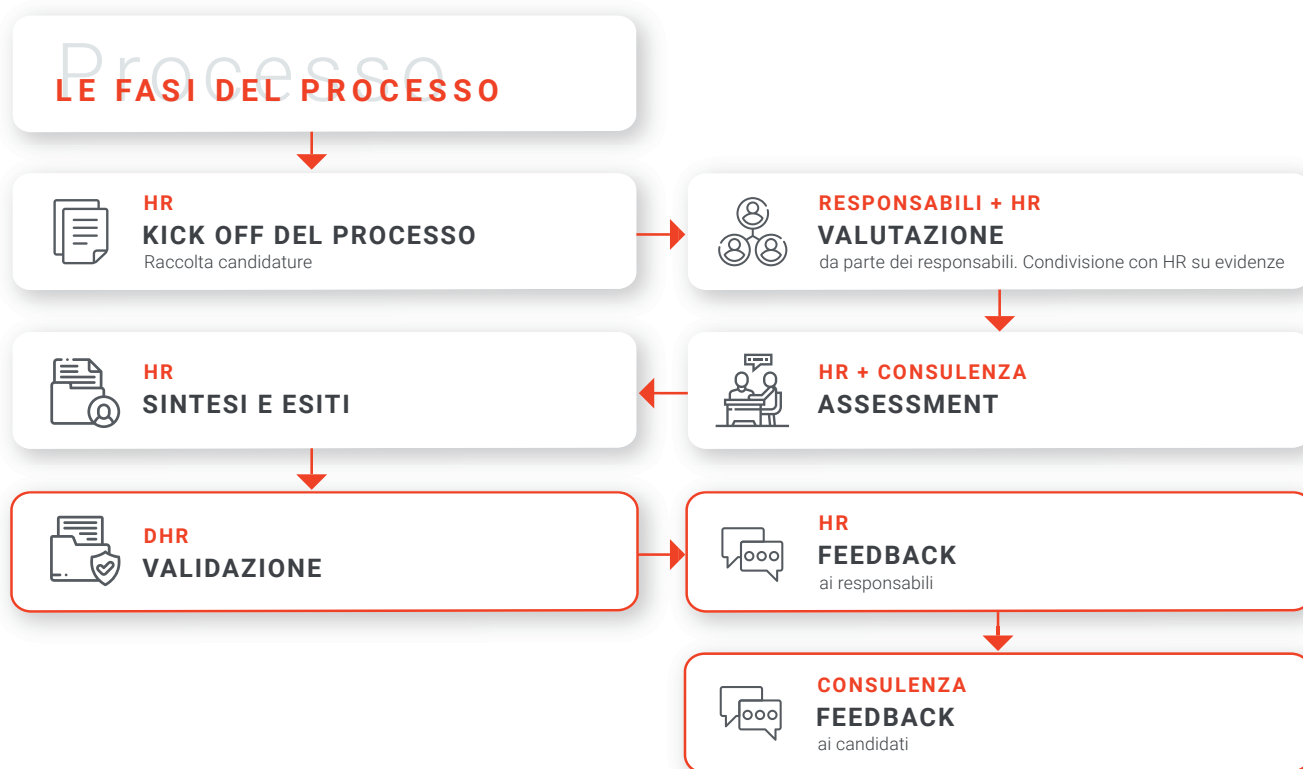 Processo
LE FASI DEL PROCESSO
HR
KICK OFF DEL PROCESSO
Raccolta candidature
RESPONSABILI + HR
VALUTAZIONE
da parte dei responsabili. Condivisione con HR su evidenze
HR + CONSULENZA
ASSESSMENT
HR
SINTESI E ESITI
DHR
VALIDAZIONE
HR
FEEDBACK
ai responsabili
CONSULENZA
FEEDBACK
ai candidati